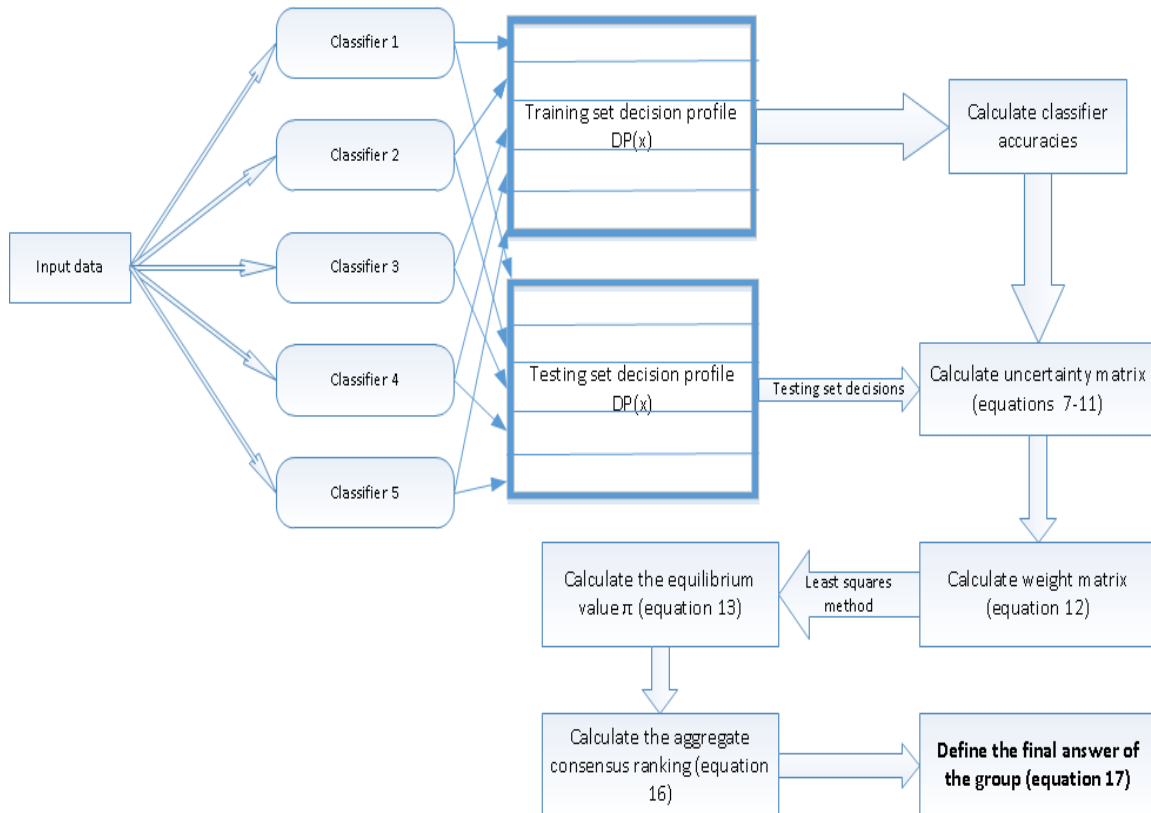 Input data
Classifier 1
Classifier 2
Classifier 3
Classifier 4
Classifier 5
Training set decision profile
DP(x)
Testing set decision profile
DP(x)
Calculate classifier
accuracies
Testing set decisions
Calculate uncertainty matrix
(equations 7-11)
Calculate weight matrix
(equation 12)
Least squares
method
Calculate the equilibrium
value π (equation 13)
Calculate the aggregate
consensus ranking (equation
16)
Define the final answer of
the group (equation 17)